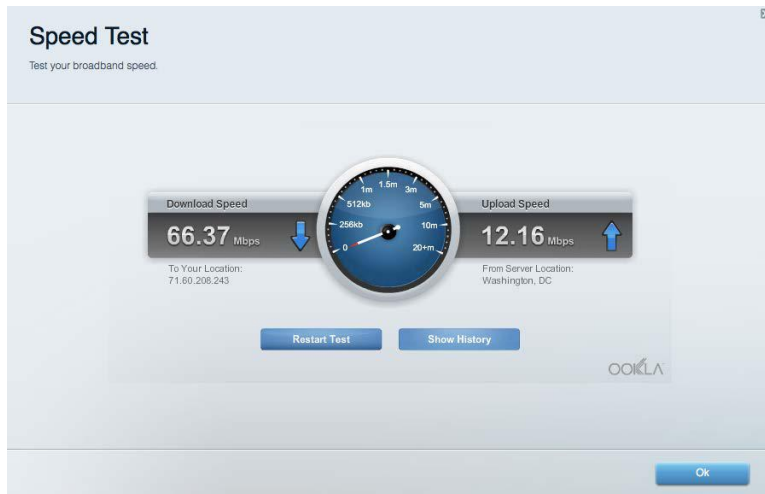 Speed Test
Test your broadband speed.
Download Speed
66.37 Mbps
To Your Location:
71.60.208.243
0
256kb
512kb
1m
1.5m
3m
5m
10m
20+m
Upload Speed
12.16 Mbps
From Server Location:
Washington, DC
Restart Test
Show History
OOKLA
Ok